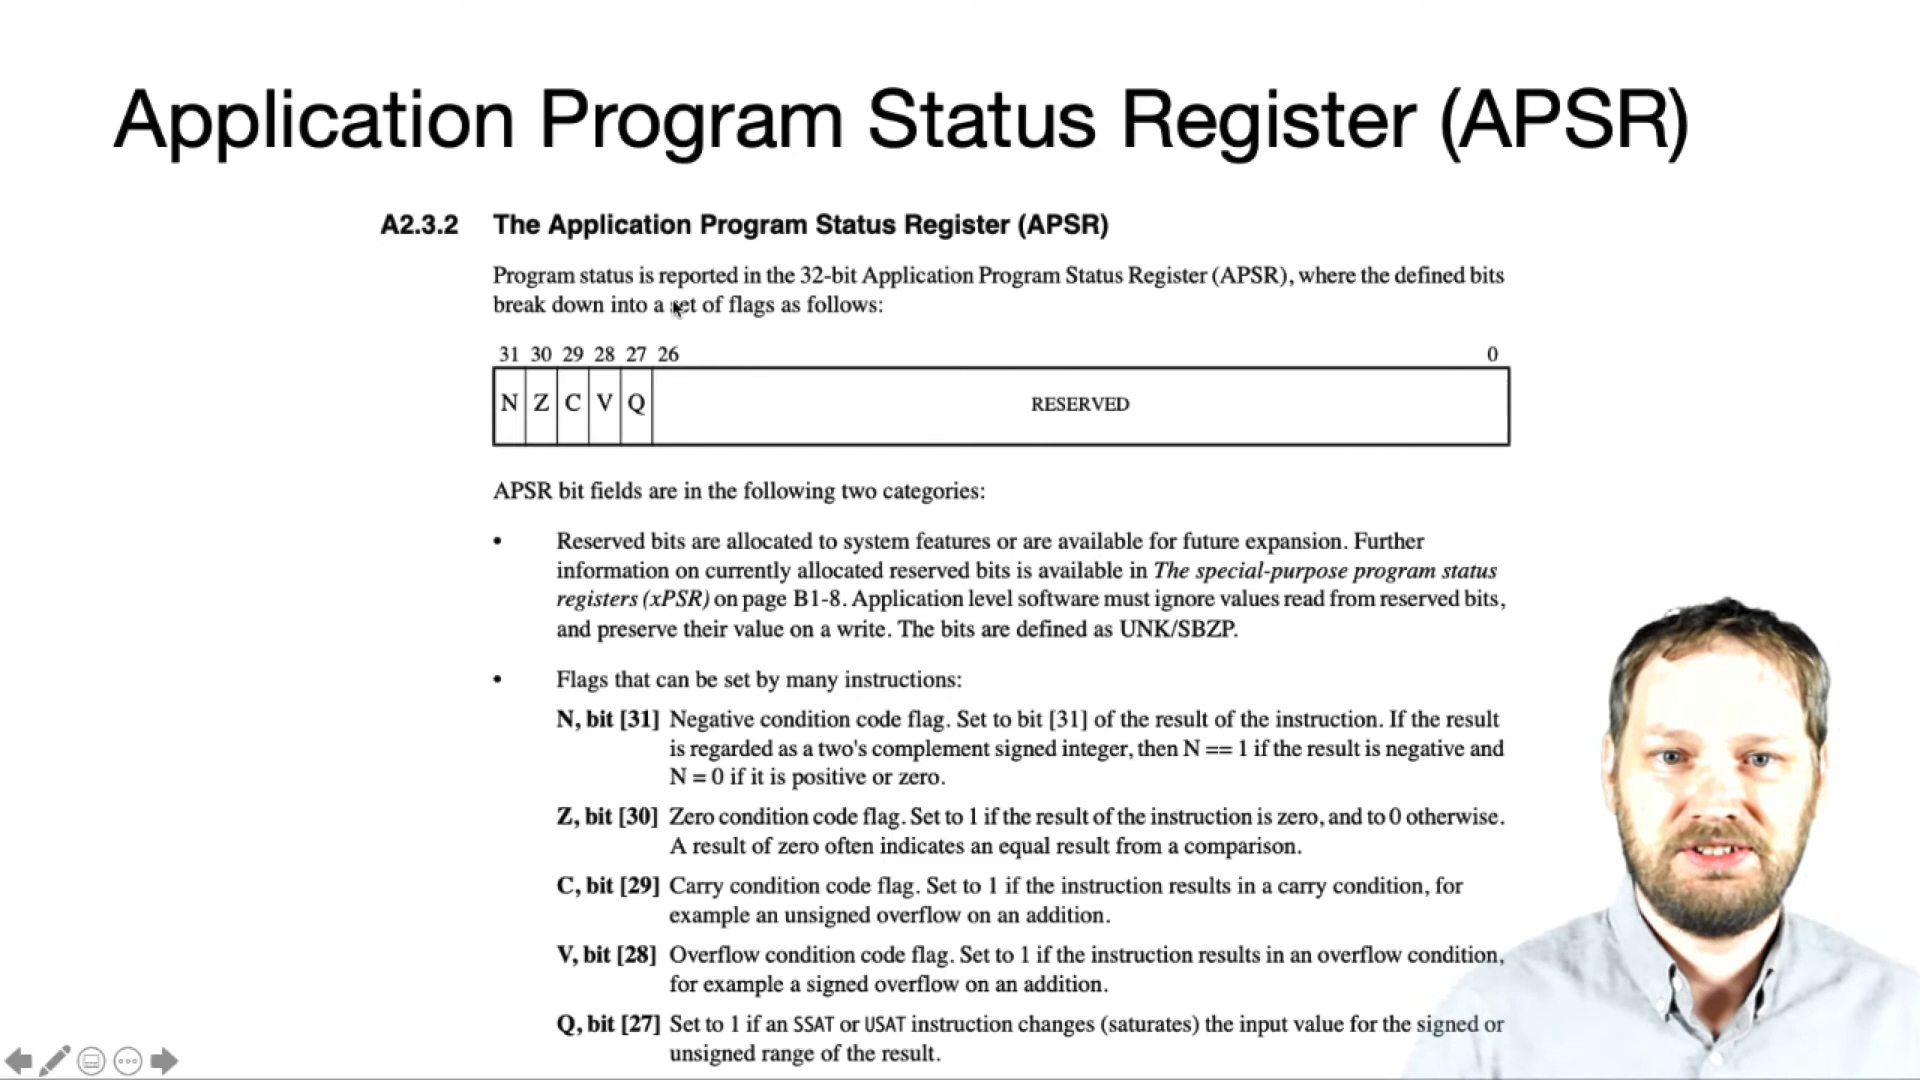 Application Program Status Register (APSR)
A2.3.2 The Application Program Status Register (APSR)
Program status is reported in the 32-bit Application Program Status Register (APSR), where the defined bits
break down into a set of flags as follows:
31 30 29 28 27 26 0
N Z C V Q RESERVED
APSR bit fields are in the following two categories:
• Reserved bits are allocated to system features or are available for future expansion. Further
information on currently allocated reserved bits is available in The special-purpose program status
registers (xPSR) on page B1-8. Application level software must ignore values read from reserved bits,
and preserve their value on a write. The bits are defined as UNK/SBZP.
• Flags that can be set by many instructions:
N, bit [31] Negative condition code flag. Set to bit [31] of the result of the instruction. If the result
is regarded as a two's complement signed integer, then N == 1 if the result is negative and
N = 0 if it is positive or zero.
Z, bit [30] Zero condition code flag. Set to 1 if the result of the instruction is zero, and to 0 otherwise.
A result of zero often indicates an equal result from a comparison.
C, bit [29] Carry condition code flag. Set to 1 if the instruction results in a carry condition, for
example an unsigned overflow on an addition.
V, bit [28] Overflow condition code flag. Set to 1 if the instruction results in an overflow condition,
for example a signed overflow on an addition.
Q, bit [27] Set to 1 if an SSAT or USAT instruction changes (saturates) the input value for the signed or
unsigned range of the result.